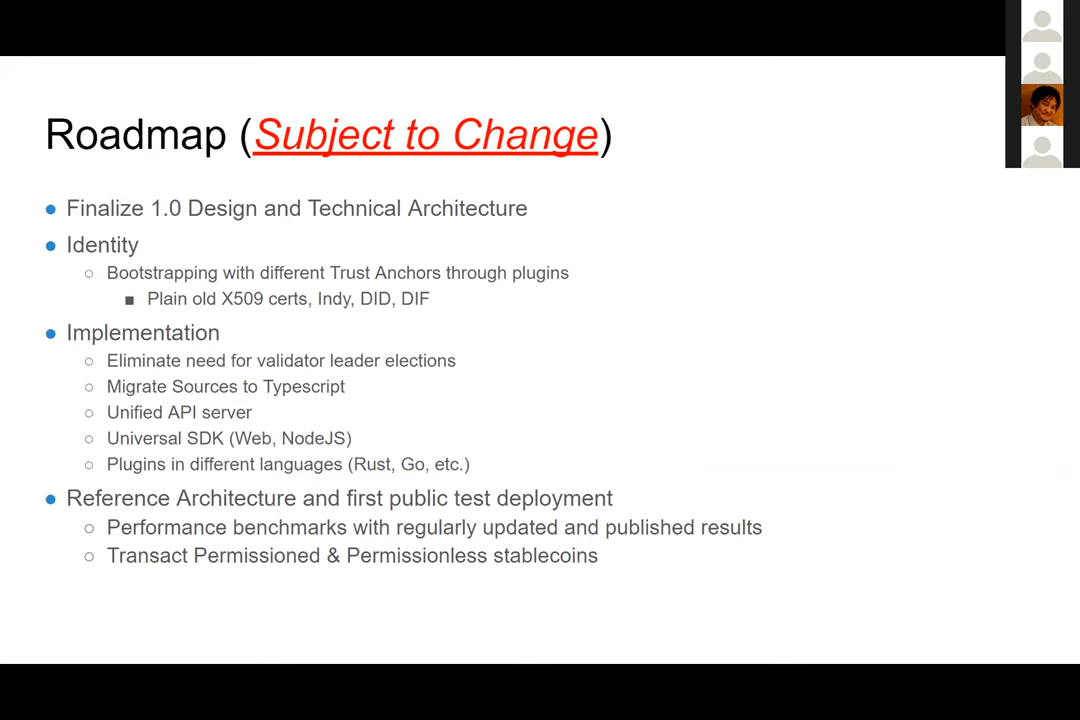 Roadmap (Subject to Change)
● Finalize 1.0 Design and Technical Architecture
● Identity
○ Bootstrapping with different Trust Anchors through plugins
■ Plain old X509 certs, Indy, DID, DIF
● Implementation
○ Eliminate need for validator leader elections
○ Migrate Sources to Typescript
○ Unified API server
○ Universal SDK (Web, NodeJS)
○ Plugins in different languages (Rust, Go, etc.)
● Reference Architecture and first public test deployment
○ Performance benchmarks with regularly updated and published results
○ Transact Permissioned & Permissionless stablecoins